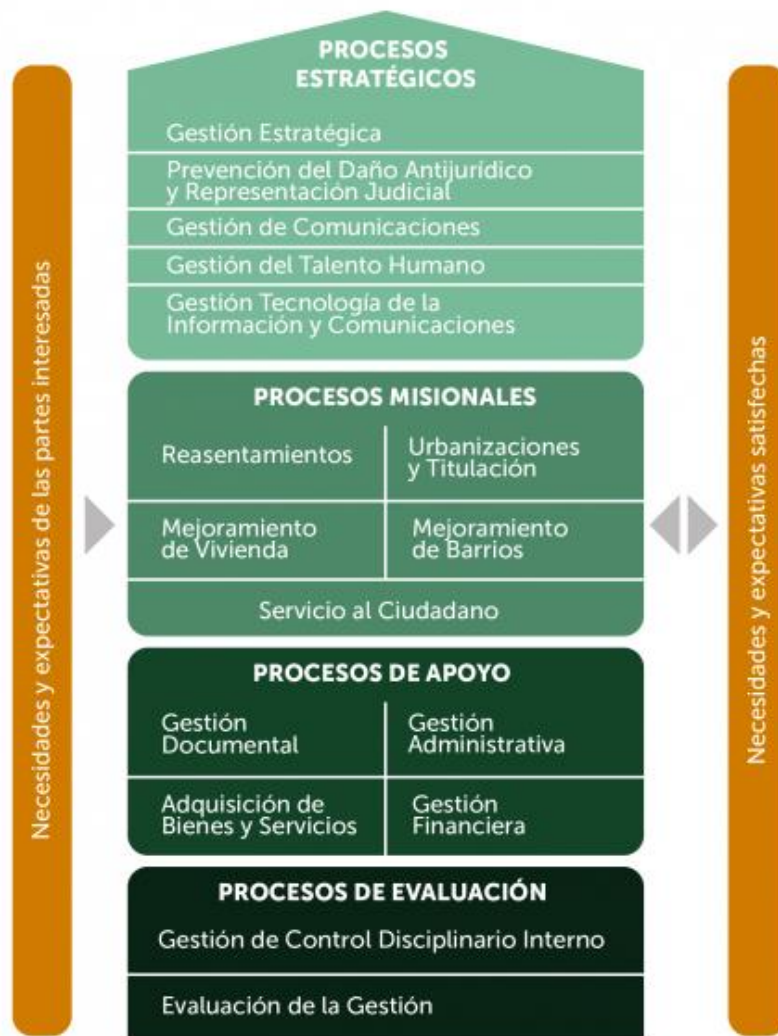 PROCESOS
ESTRATÉGICOS
Gestión Estratégica
Prevención del Daño Antijurídico
y Representación Judicial
Gestión de Comunicaciones
Gestión del Talento Humano
Gestión Tecnología de la
Información y Comunicaciones
Necesidades y expectativas de las partes interesadas
PROCESOS MISIONALES
Reasentamientos
Urbanizaciones
y Titulación
Mejoramiento
de Vivienda
Mejoramiento
de Barrios
Servicio al Ciudadano
PROCESOS DE APOYO
Gestión
Documental
Gestión
Administrativa
Adquisición de
Bienes y Servicios
Gestión
Financiera
PROCESOS DE EVALUACIÓN
Gestión de Control Disciplinario Interno
Evaluación de la Gestión
Necesidades y expectativas satisfechas